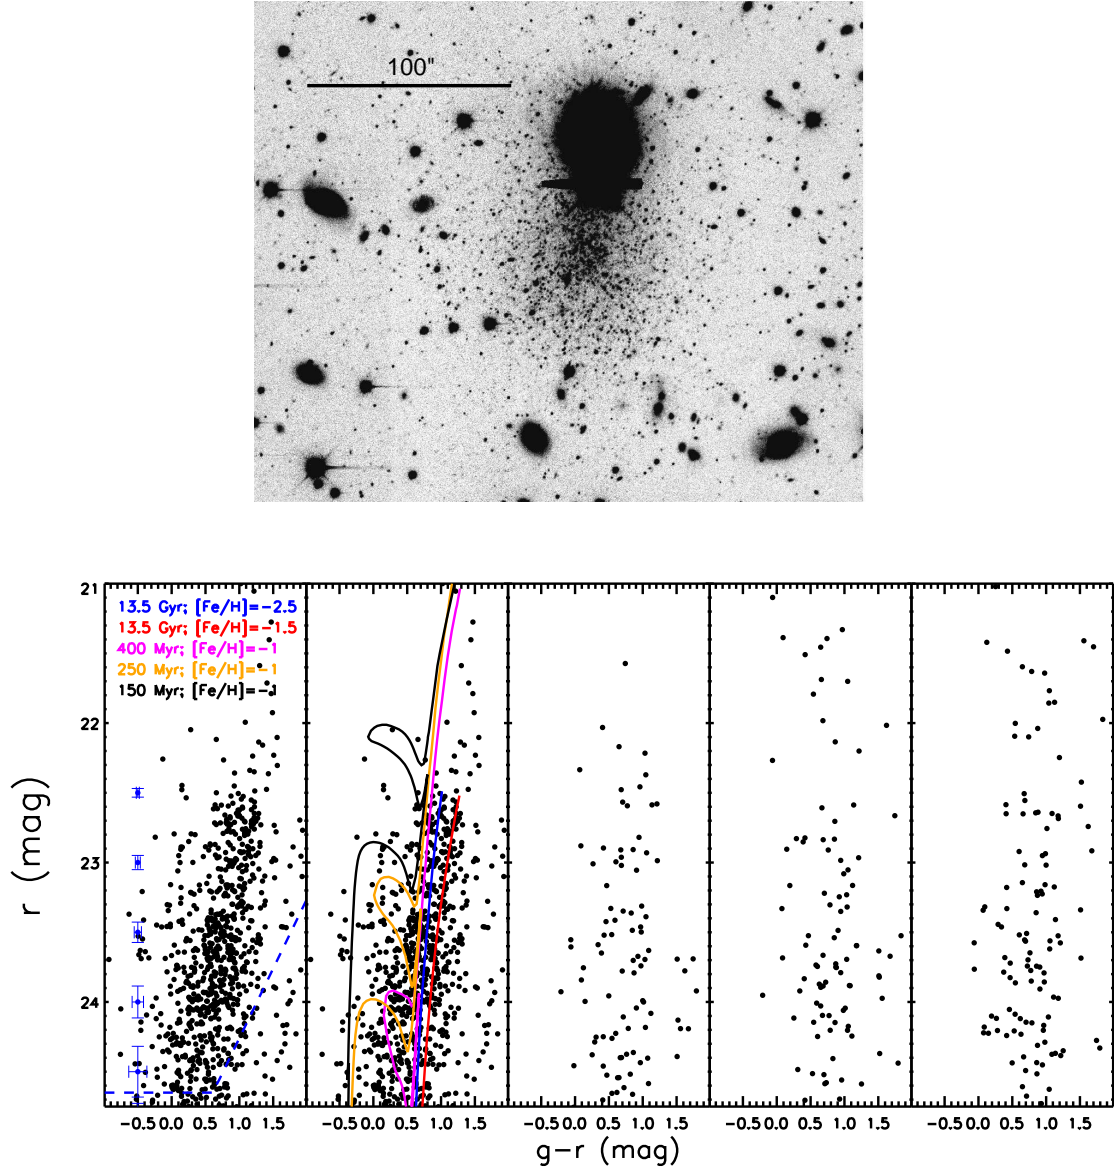 100"
21
22
23
24
r (mag)
13.5 Gyr; [Fe/H]=−2.5
13.5 Gyr; [Fe/H]=−1.5
400 Myr; [Fe/H]=−1
250 Myr; [Fe/H]=−1
150 Myr; [Fe/H]=−1
−0.5 0.0 0.5 1.0 1.5
−0.5 0.0 0.5 1.0 1.5
−0.5 0.0 0.5 1.0 1.5
−0.5 0.0 0.5 1.0 1.5
−0.5 0.0 0.5 1.0 1.5
g−r (mag)